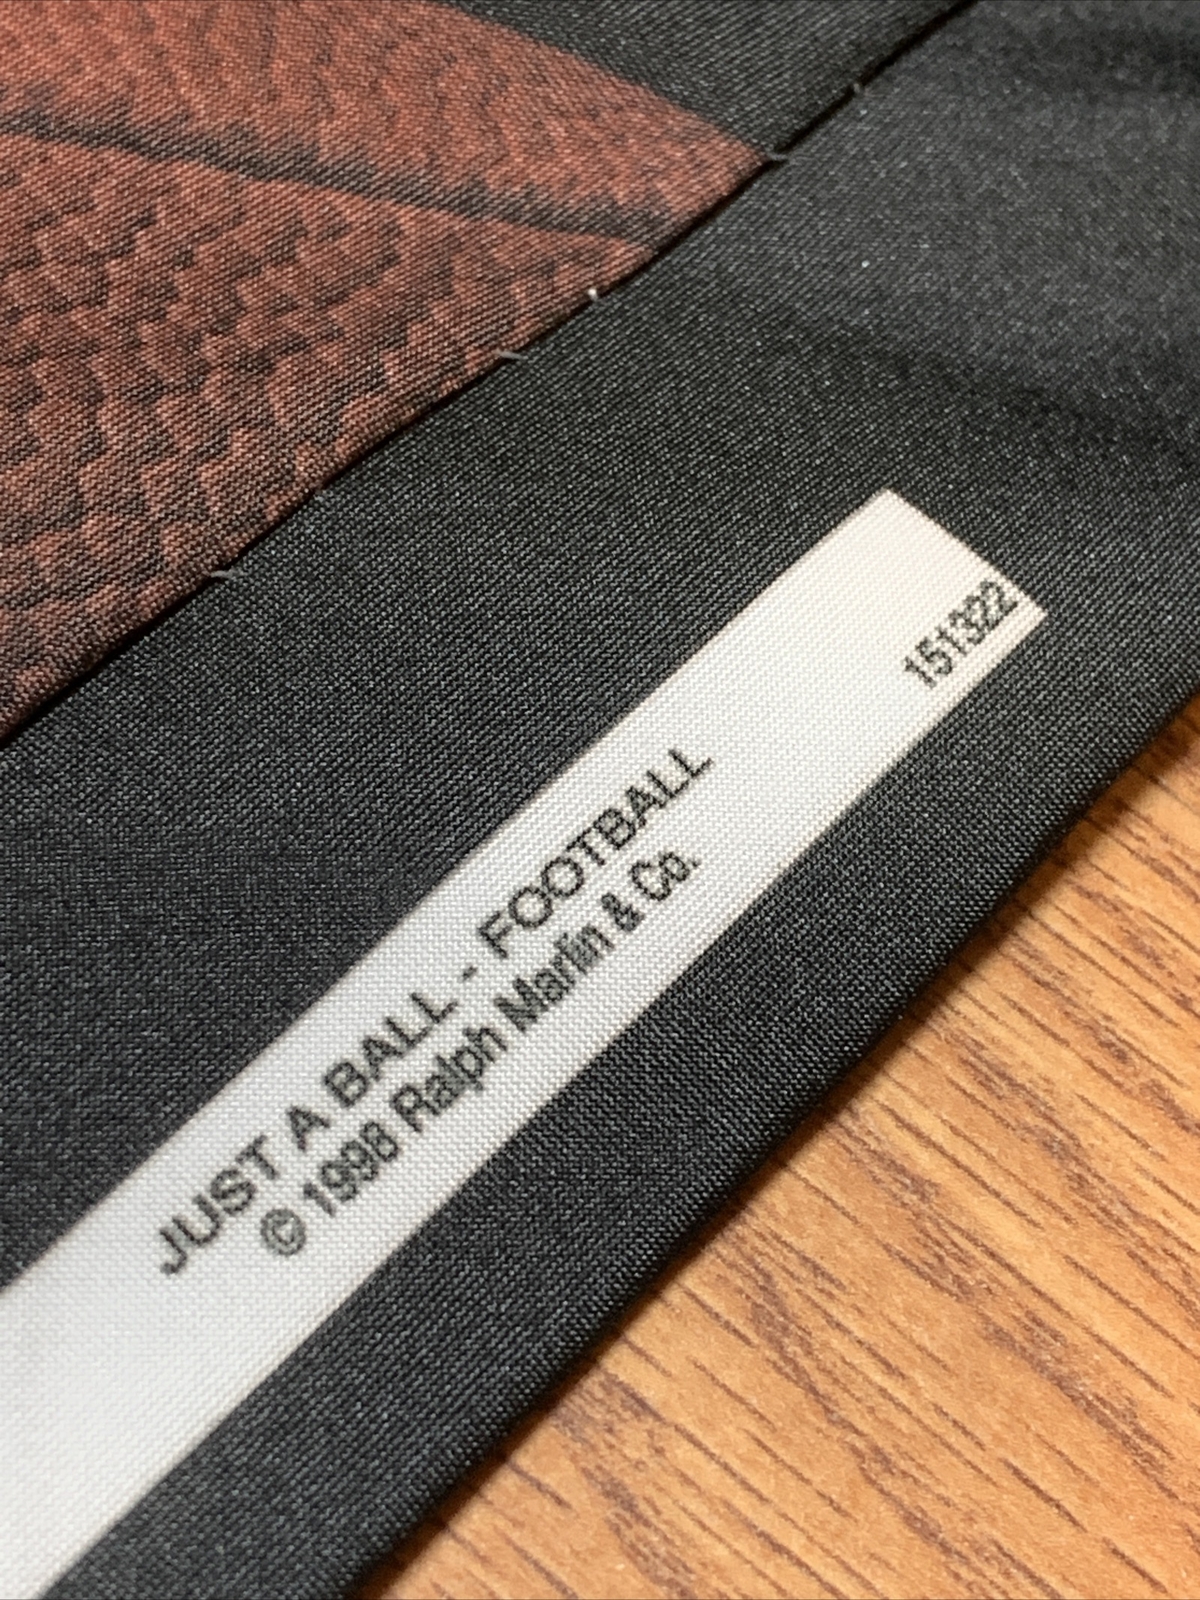 JUST A BALL - FOOTBALL
© 1998 Ralph Marlin & Co.
151322